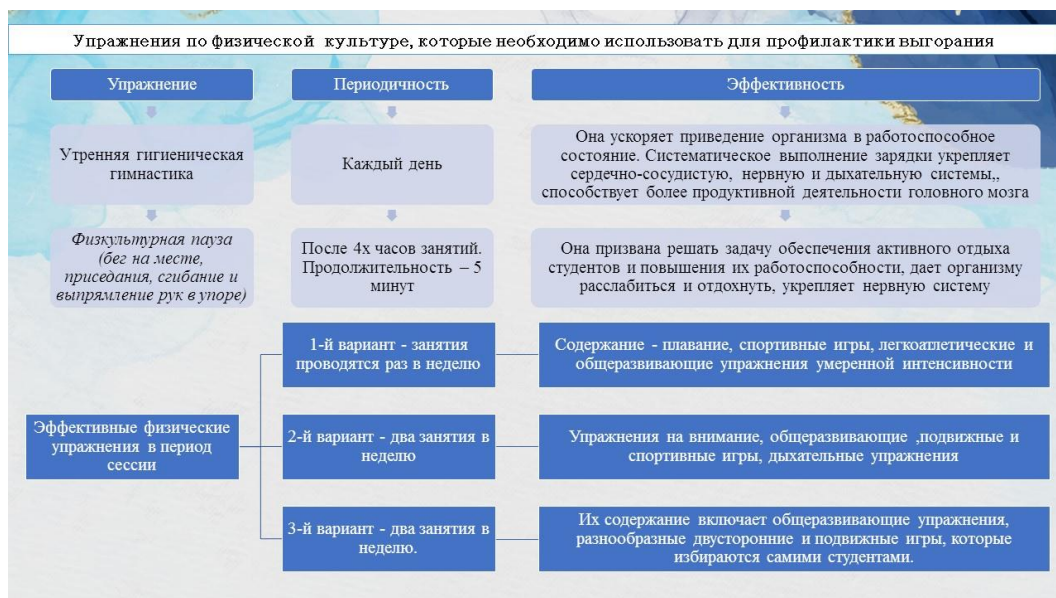 Упражнения по физической культуре, которые необходимо использовать для профилактики выгорания
Упражнение
Периодичность
Эффективность
Утренняя гигиеническая
гимнастика
Каждый день
Она ускоряет приведение организма в работоспособное
состояние. Систематическое выполнение зарядки укрепляет
сердечно-сосудистую, нервную и дыхательную системы,,
способствует более продуктивной деятельности головного мозга
Физкультурная пауза
(бег на месте,
приседания, сгибание и
выпрямление рук в упоре)
После 4х часов занятий.
Продолжительность – 5
минут
Она призвана решать задачу обеспечения активного отдыха
студентов и повышения их работоспособности, дает организму
расслабиться и отдохнуть, укрепляет нервную систему
Эффективные физические
упражнения в период
сессии
1-й вариант - занятия
проводятся раз в неделю
Содержание - плавание, спортивные игры, легкоатлетические и
общеразвивающие упражнения умеренной интенсивности
2-й вариант - два занятия в
неделю
Упражнения на внимание, общеразвивающие ,подвижные и
спортивные игры, дыхательные упражнения
3-й вариант - два занятия в
неделю.
Их содержание включает общеразвивающие упражнения,
разнообразные двусторонние и подвижные игры, которые
избираются самими студентами.